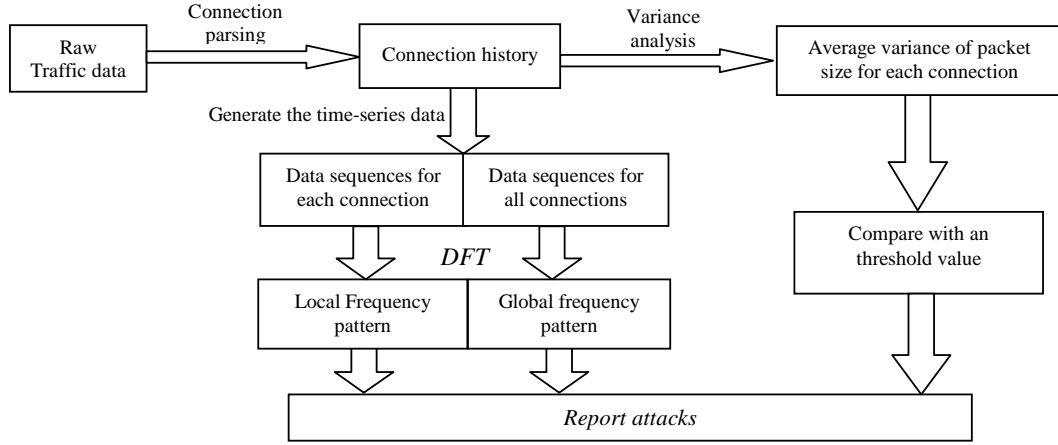 Connection
parsing
Variance
analysis
Raw
Traffic data
Connection history
Average variance of packet
size for each connection
Generate the time-series data
Data sequences for
each connection
Data sequences for
all connections
Compare with an
threshold value
DFT
Local Frequency
pattern
Global frequency
pattern
Report attacks